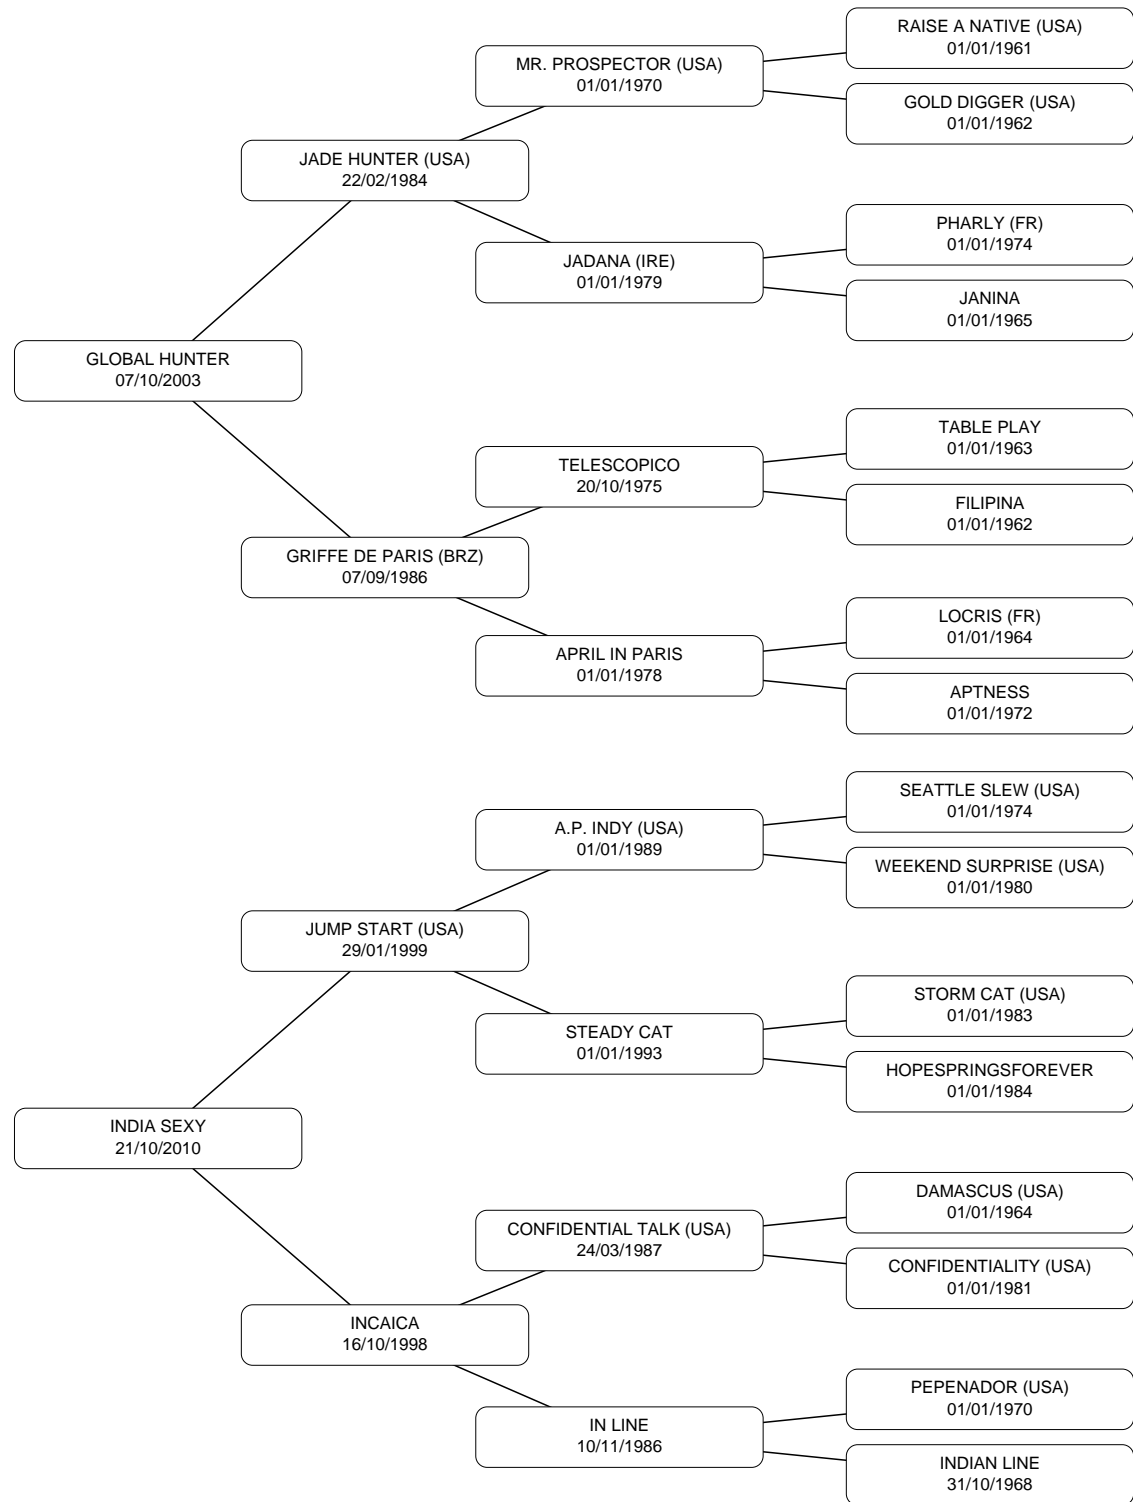 RAISE A NATIVE (USA)
01/01/1961
MR. PROSPECTOR (USA)
01/01/1970
GOLD DIGGER (USA)
01/01/1962
JADE HUNTER (USA)
22/02/1984
PHARLY (FR)
01/01/1974
JADANA (IRE)
01/01/1979
JANINA
01/01/1965
GLOBAL HUNTER
07/10/2003
TABLE PLAY
01/01/1963
TELESCOPICO
20/10/1975
FILIPINA
01/01/1962
GRIFFE DE PARIS (BRZ)
07/09/1986
LOCRIS (FR)
01/01/1964
APRIL IN PARIS
01/01/1978
APTNESS
01/01/1972
SEATTLE SLEW (USA)
01/01/1974
A.P. INDY (USA)
01/01/1989
WEEKEND SURPRISE (USA)
01/01/1980
JUMP START (USA)
29/01/1999
STORM CAT (USA)
01/01/1983
STEADY CAT
01/01/1993
HOPESPRINGSFOREVER
01/01/1984
INDIA SEXY
21/10/2010
DAMASCUS (USA)
01/01/1964
CONFIDENTIAL TALK (USA)
24/03/1987
CONFIDENTIALITY (USA)
01/01/1981
INCAICA
16/10/1998
PEPENADOR (USA)
01/01/1970
IN LINE
10/11/1986
INDIAN LINE
31/10/1968